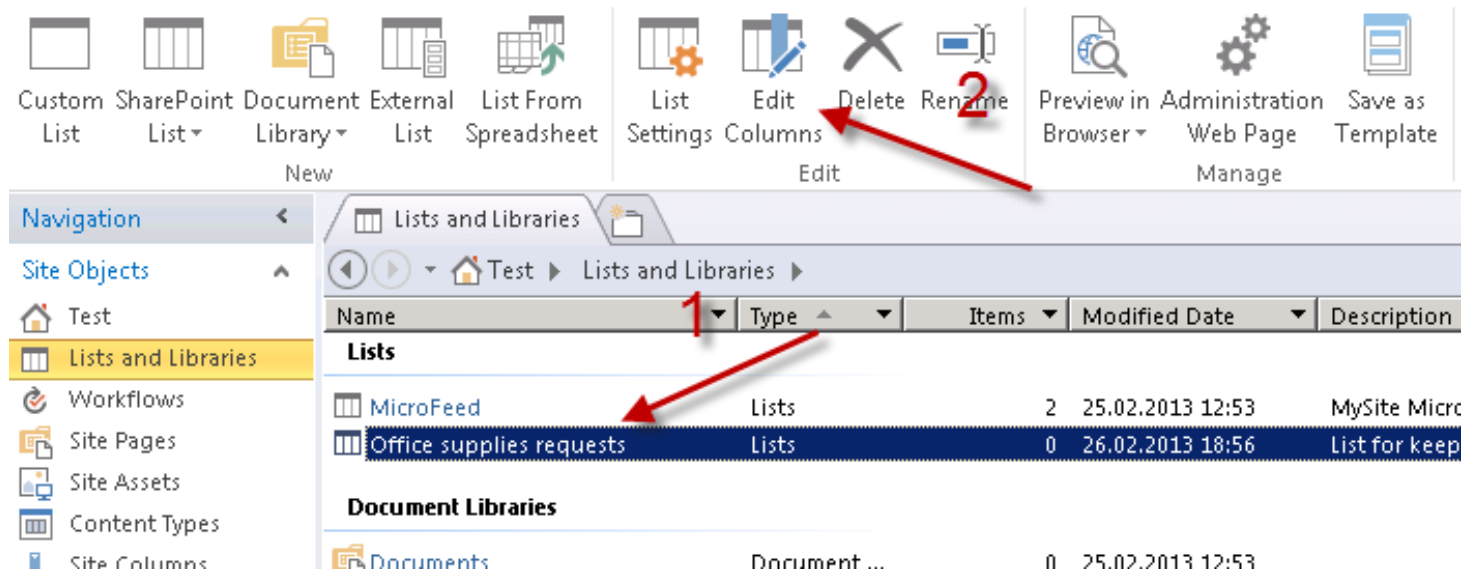 Custom SharePoint Document External List From List Edit Delete Rename Preview in Administration Save as
List List Library List Spreadsheet Settings Columns Browser Web Page Template
2
New Edit Manage
Navigation Lists and Libraries
Site Objects Test Lists and Libraries
1
Test Name Type Items Modified Date Description
Lists and Libraries Lists
Workflows MicroFeed Lists 2 25.02.2013 12:53 MySite Micro
Site Pages Office supplies requests Lists 0 26.02.2013 18:56 List for keep
Site Assets
Document Libraries
Content Types
Site Columns Documents Document ... 0 25.02.2013 12:53